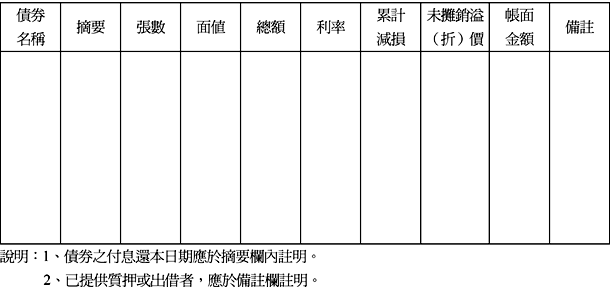 債券名稱 摘要 張數 面值 總額 利率 累計減損 未攤銷溢（折）價 帳面金額 備註
說明：1、債券之付息還本日期應於摘要欄內註明。
2、已提供質押或出借者，應於備註欄註明。